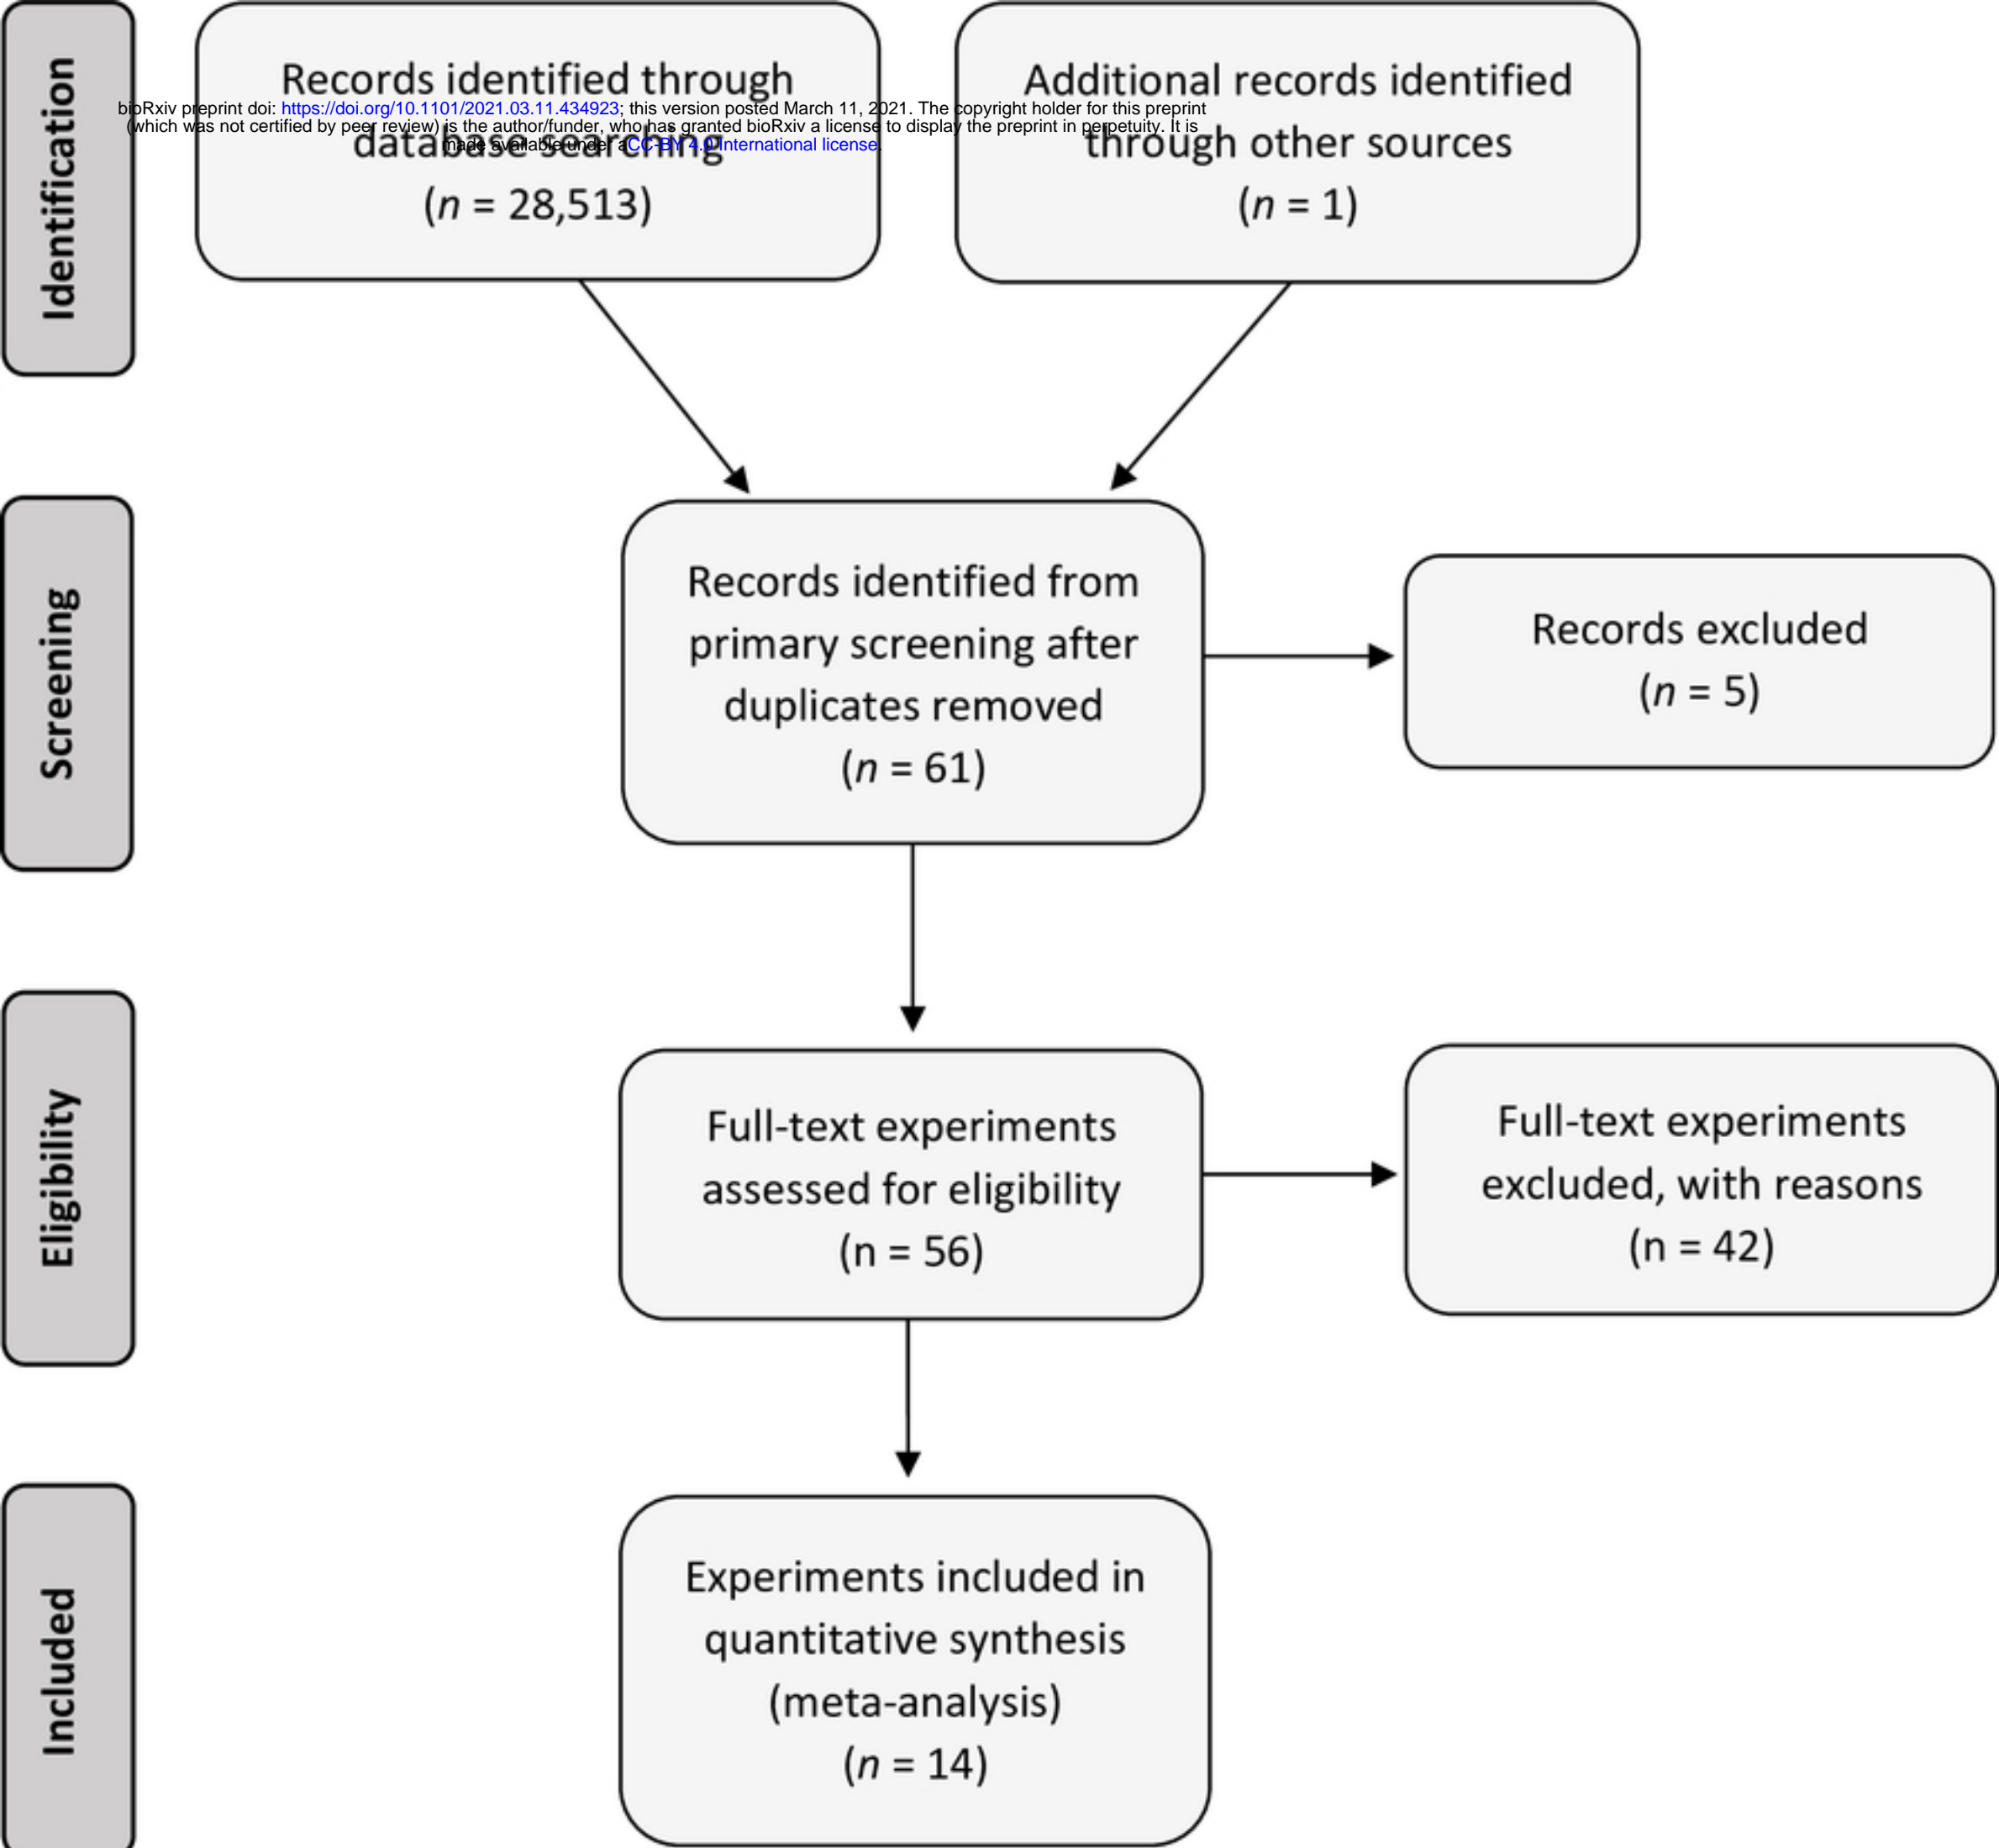 Identification
Records identified through
database searching
(n = 28,513)
Additional records identified
through other sources
(n = 1)
bioRxiv preprint doi: https://doi.org/10.1101/2021.03.11.434923; this version posted March 11, 2021. The copyright holder for this preprint
(which was not certified by peer review) is the author/funder, who has granted bioRxiv a license to display the preprint in perpetuity. It is
made available under aCC-BY 4.0 International license.
Screening
Records identified from
primary screening after
duplicates removed
(n = 61)
Records excluded
(n = 5)
Eligibility
Full-text experiments
assessed for eligibility
(n = 56)
Full-text experiments
excluded, with reasons
(n = 42)
Included
Experiments included in
quantitative synthesis
(meta-analysis)
(n = 14)